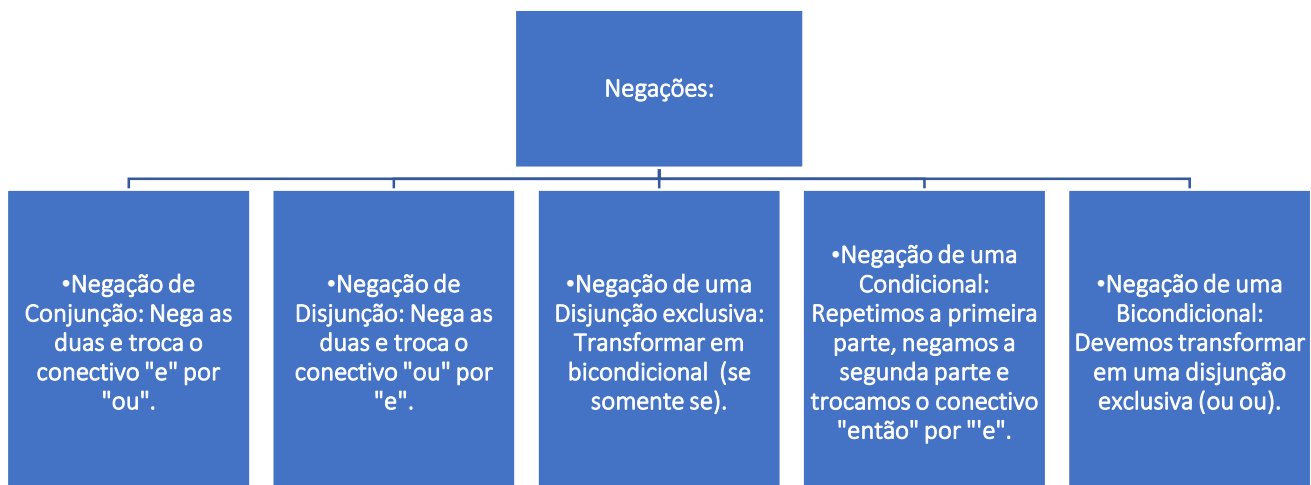 Negações:
•Negação de
Conjunção: Nega as
duas e troca o
conectivo "e" por
"ou".
•Negação de
Disjunção: Nega as
duas e troca o
conectivo "ou" por
"e".
•Negação de uma
Disjunção exclusiva:
Transformar em
bicondicional (se
somente se).
•Negação de uma
Condicional:
Repetimos a primeira
parte, negamos a
segunda parte e
trocamos o conectivo
"então" por "'e".
•Negação de uma
Bicondicional:
Devemos transformar
em uma disjunção
exclusiva (ou ou).